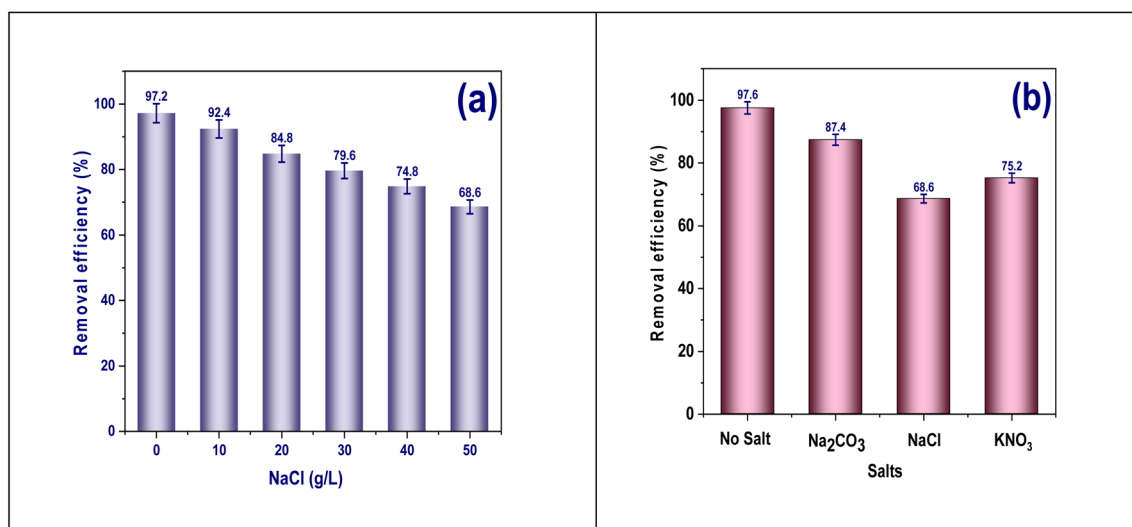 (a)
Removal efficiency (%)
100
80
60
40
20
0
97.2
92.4
84.8
79.6
74.8
68.6
0 10 20 30 40 50
NaCl (g/L)
(b)
Removal efficiency (%)
100
80
60
40
20
0
97.6
87.4
68.6
75.2
No Salt Na₂CO₃ NaCl KNO₃
Salts